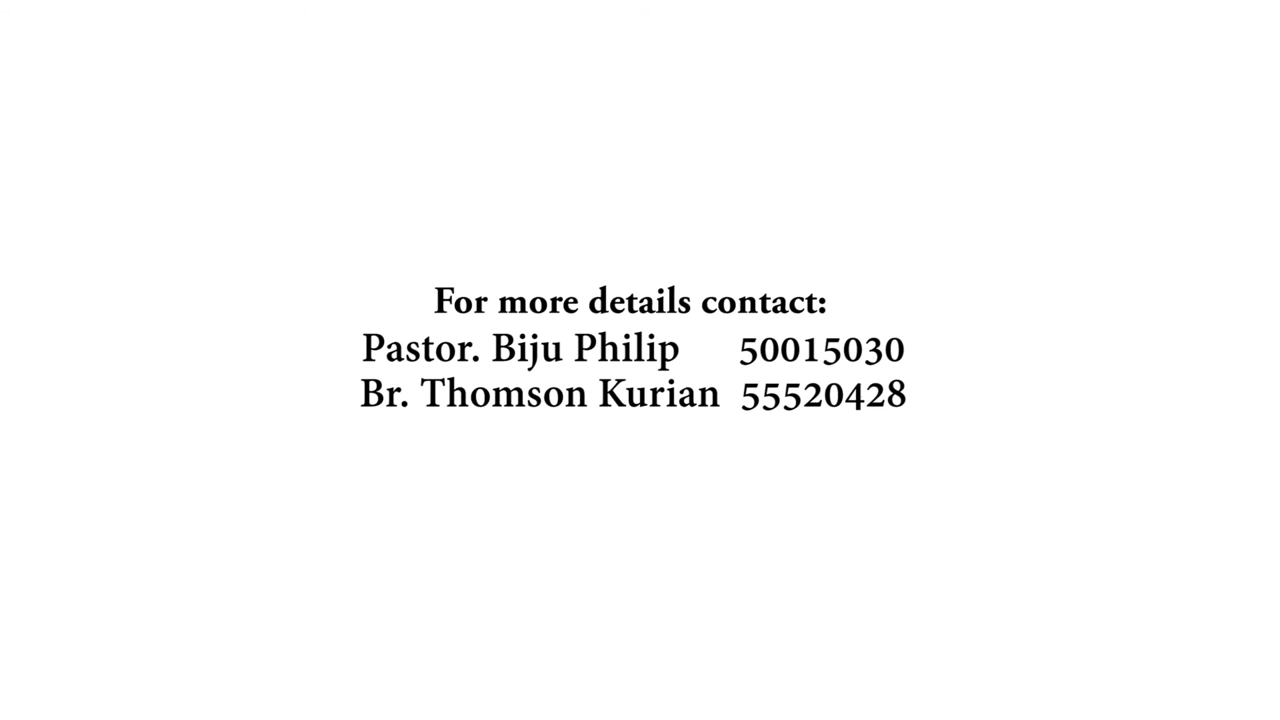 For more details contact:
Pastor. Biju Philip 50015030
Br. Thomson Kurian 55520428